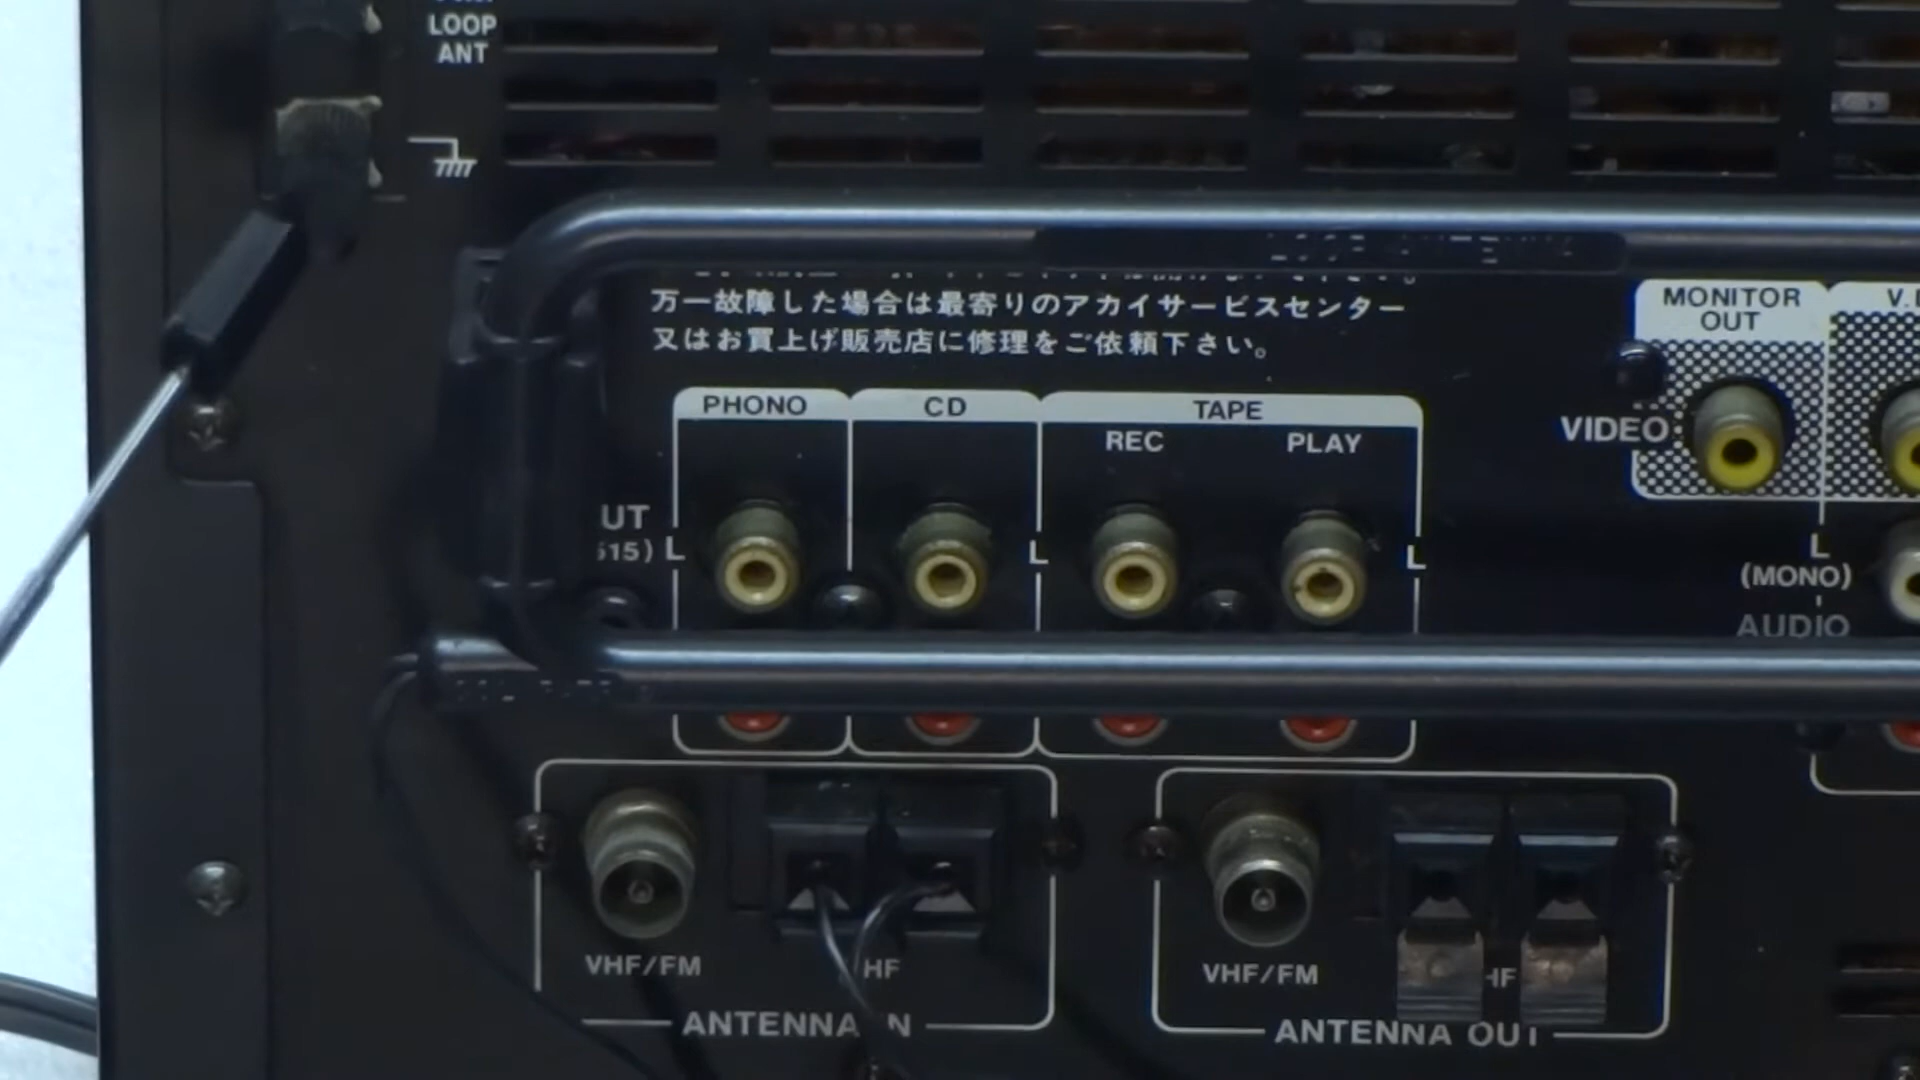 LOOP
ANT
万一故障した場合は最寄りのアカイサービスセンター
又はお買上げ販売店に修理をご依頼下さい。
MONITOR
OUT
PHONO
CD
TAPE
REC
PLAY
VIDEO
L
L
L
L
(MONO)
AUDIO
VHF/FM
HF
ANTENNA
VHF/FM
HF
ANTENNA OUT